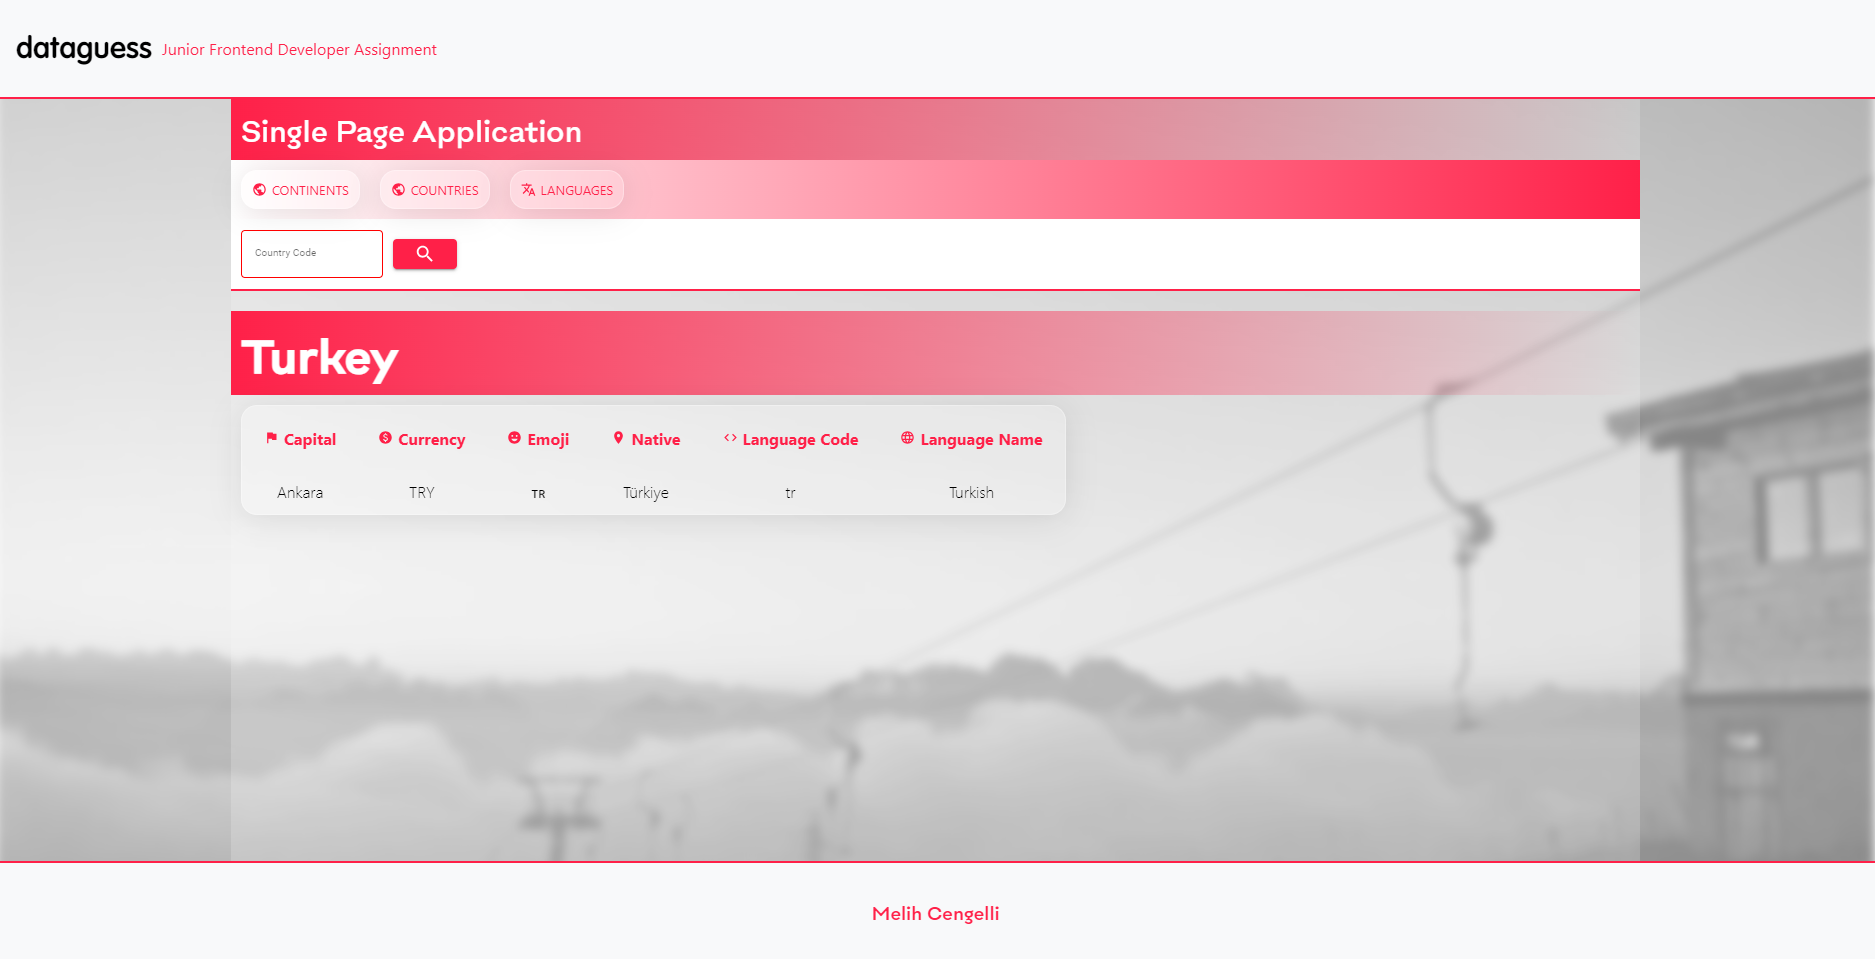 dataguess Junior Frontend Developer Assignment
Single Page Application
CONTINENTS COUNTRIES LANGUAGES
Country Code
Turkey
Capital Currency Emoji Native Language Code Language Name
Ankara TRY TR Türkiye tr Turkish
Melih Cengelli